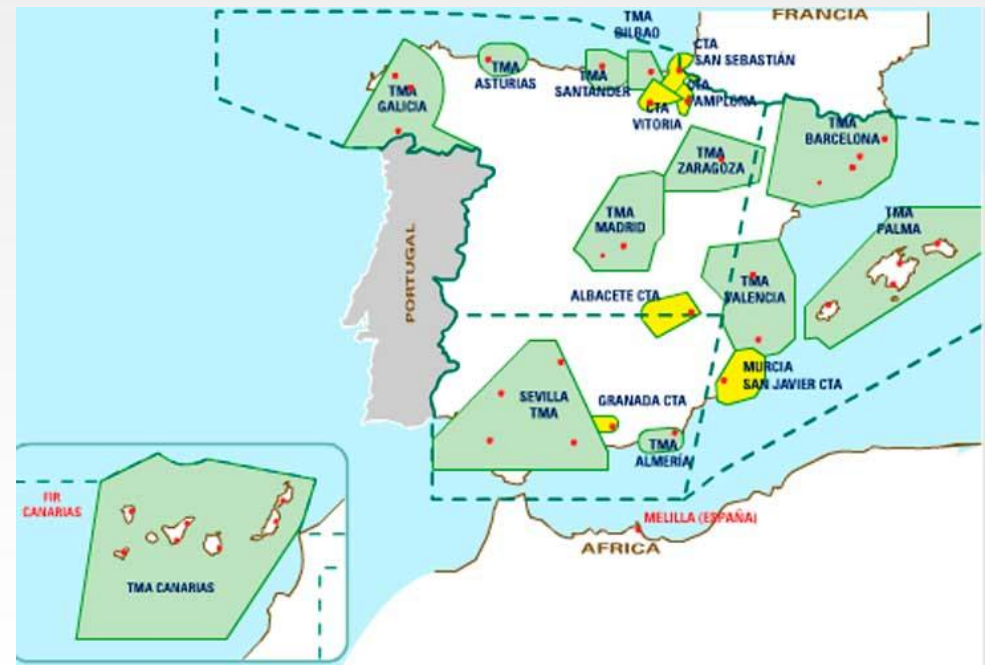 FRANCIA
TMA
BILBAO
CTA
SAN SEBASTIÁN
TMA
ASTURIAS
TMA
SANTANDER
CTA
PAMPLONA
CTA
VITORIA
TMA
GALICIA
TMA
BARCELONA
TMA
ZARAGOZA
TMA
MADRID
TMA
PALMA
PORTUGAL
TMA
VALENCIA
ALBACETE CTA
MURCIA
SAN JAVIER CTA
SEVILLA
TMA
GRANADA CTA
TMA
ALMERÍA
FIR
CANARIAS
TMA CANARIAS
MELILLA (ESPAÑA)
AFRICA